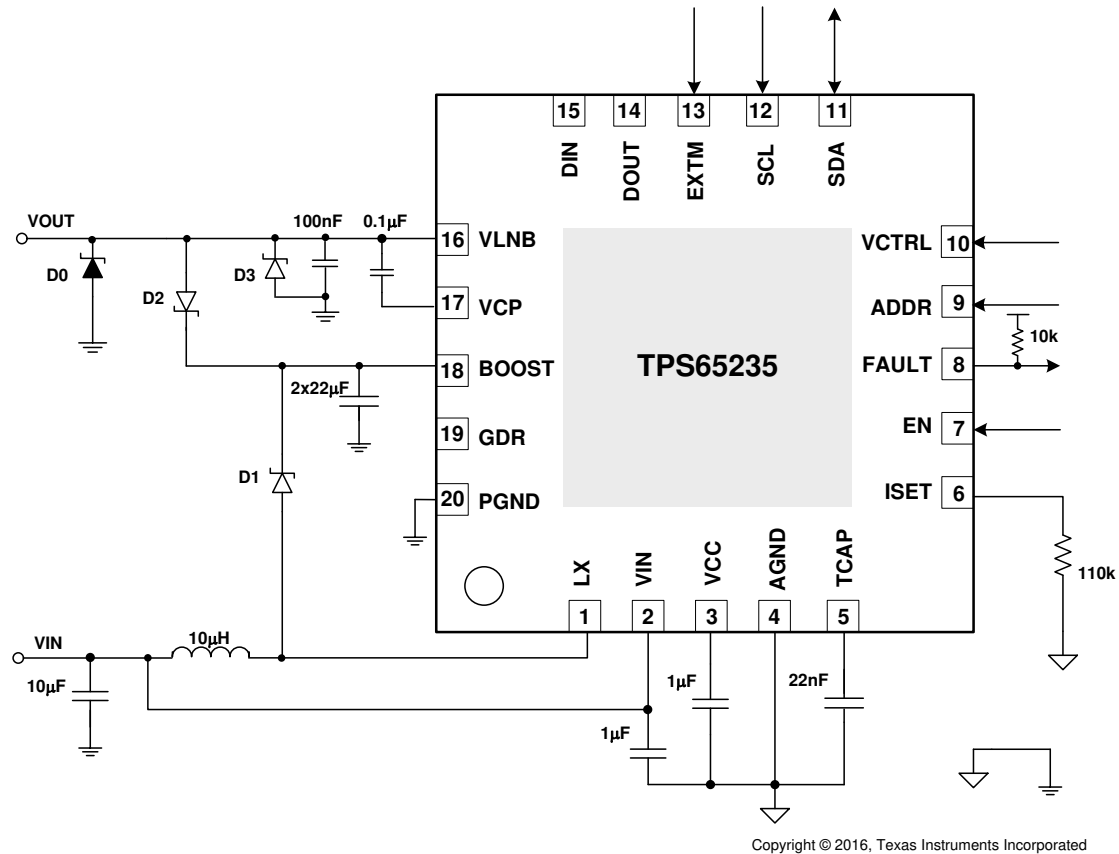 15
14
13
12
11
DIN
DOUT
EXTM
SCL
SDA
VOUT
100nF
0.1µF
16
VLNB
VCTRL
10
D0
D2
D3
17
VCP
ADDR
9
10k
18
BOOST
TPS65235
FAULT
8
2x22µF
19
GDR
EN
7
D1
20
PGND
ISET
6
110k
LX
VIN
VCC
AGND
TCAP
1
2
3
4
5
VIN
10µH
10µF
1µF
1µF
22nF
Copyright © 2016, Texas Instruments Incorporated